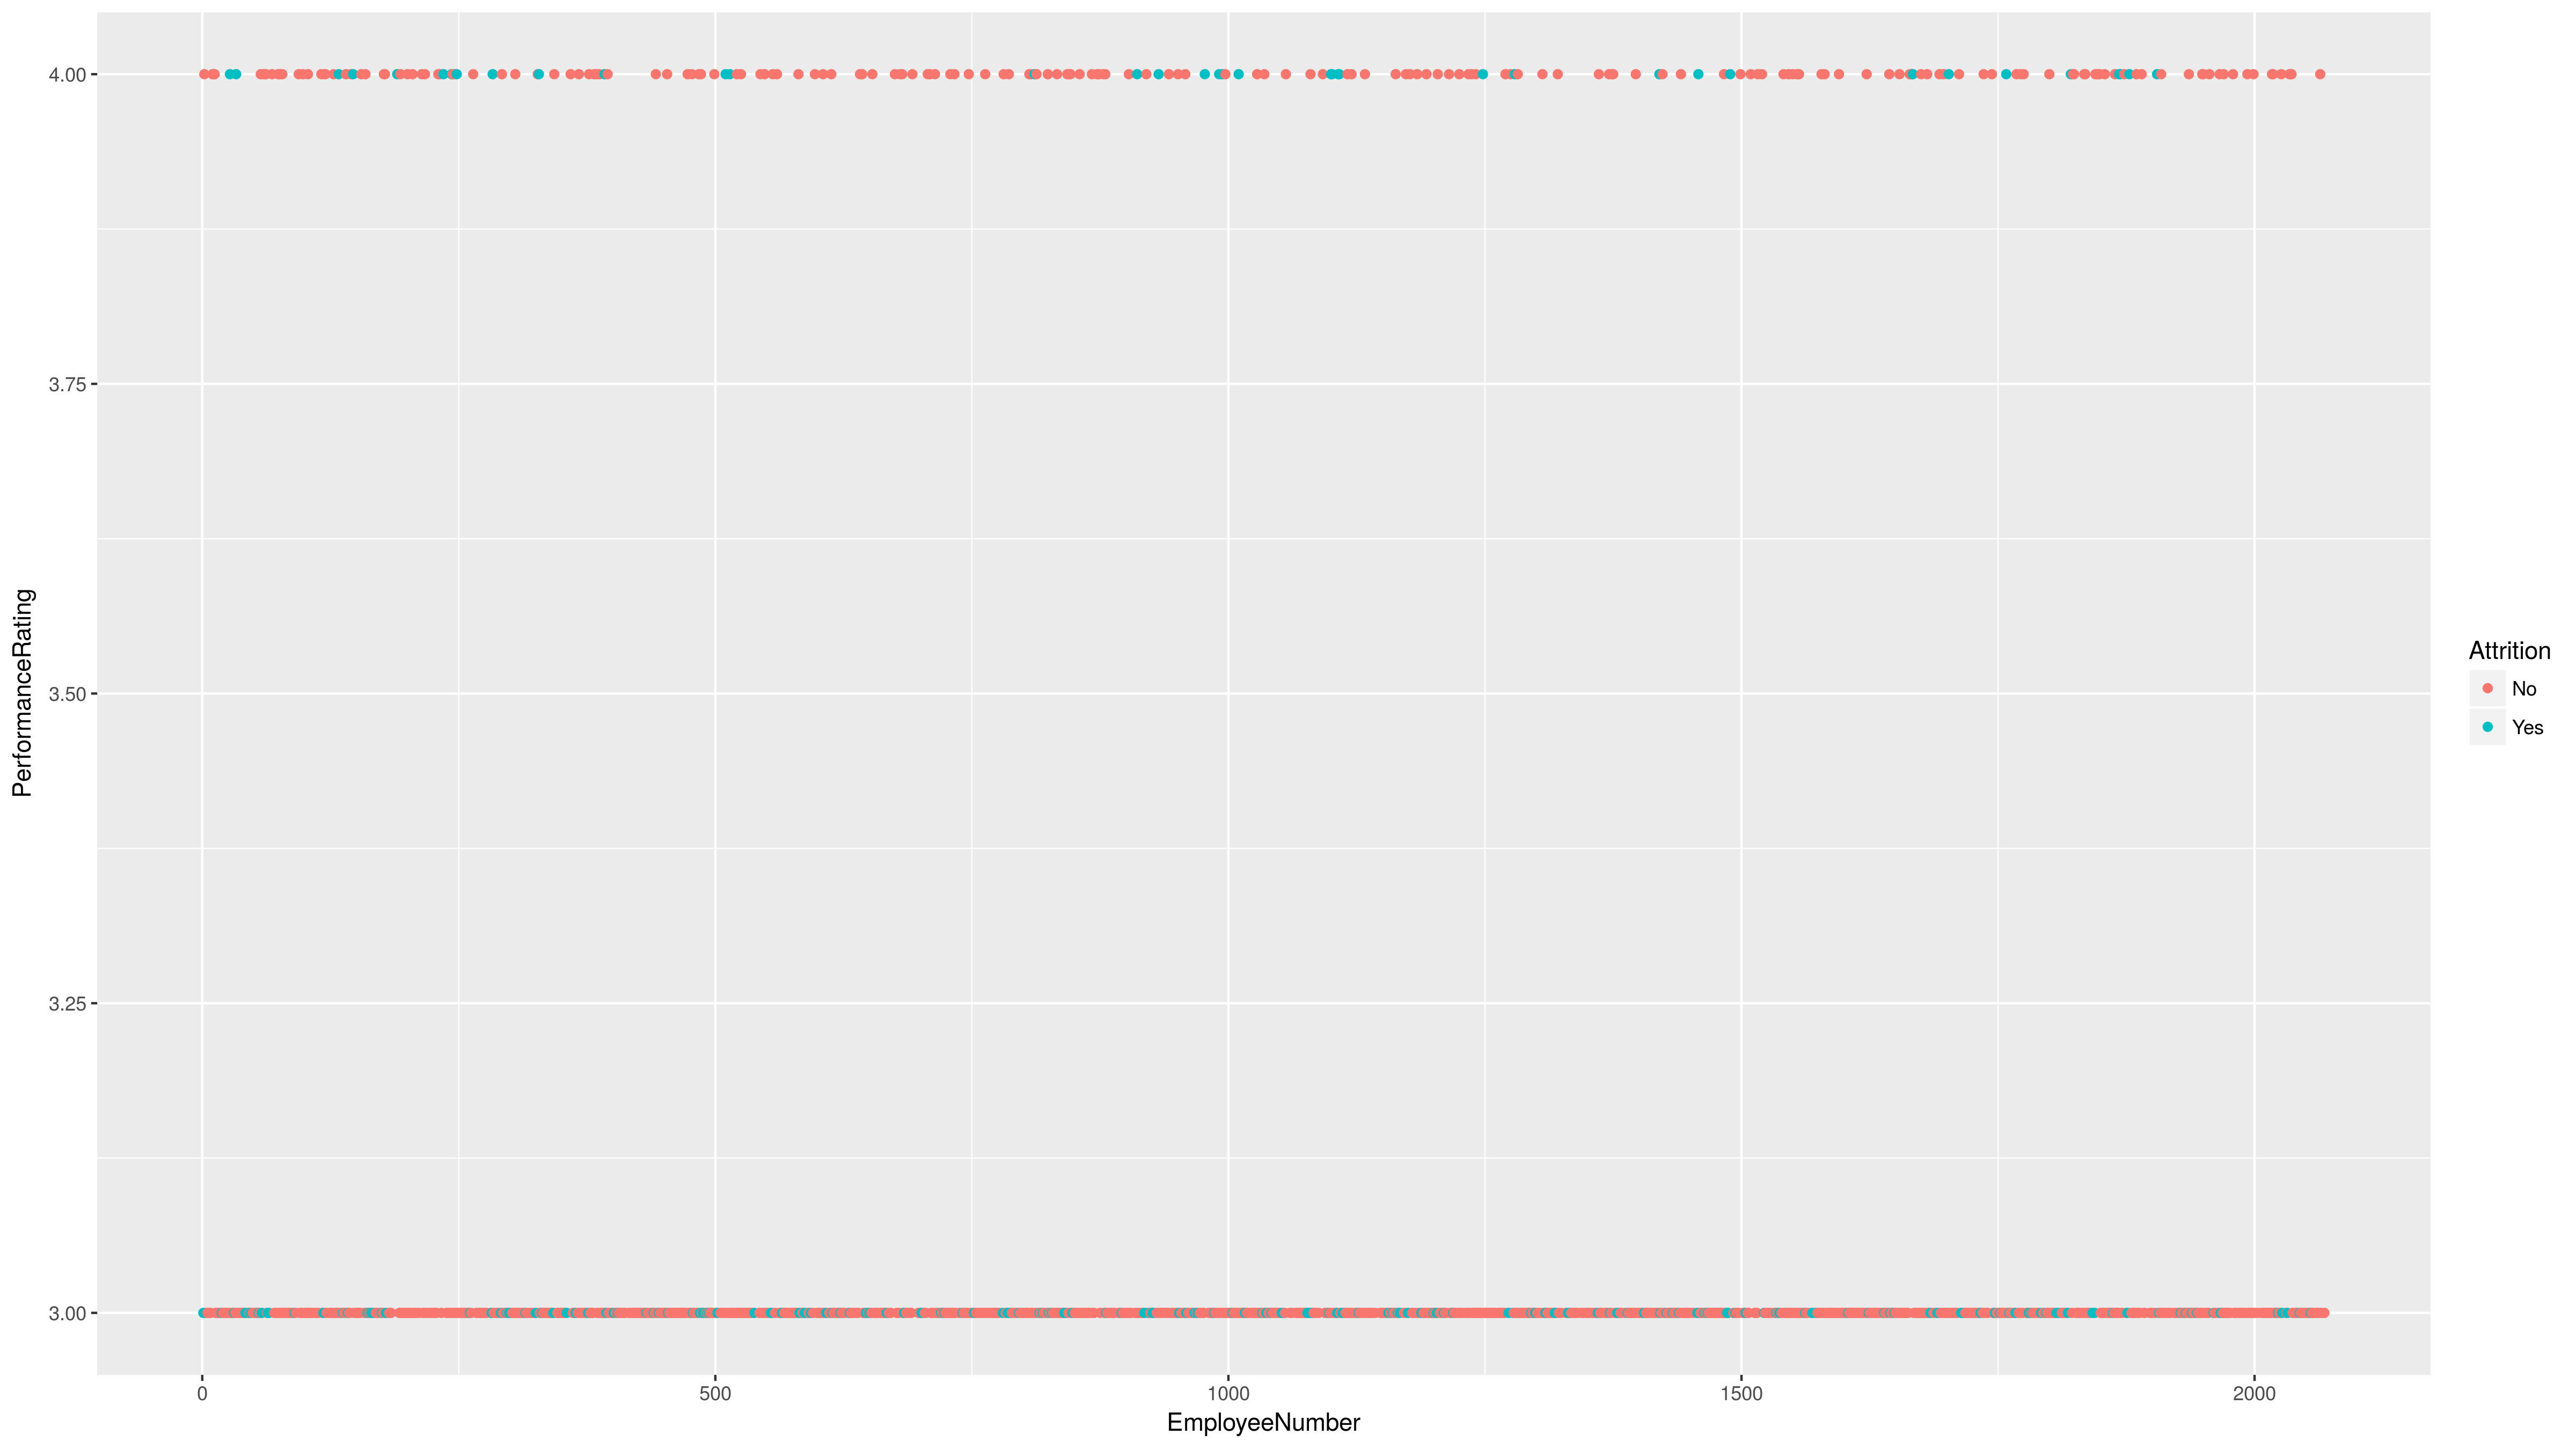 4.00
3.75
3.50
3.25
3.00
PerformanceRating
0 500 1000 1500 2000
EmployeeNumber
Attrition
No
Yes